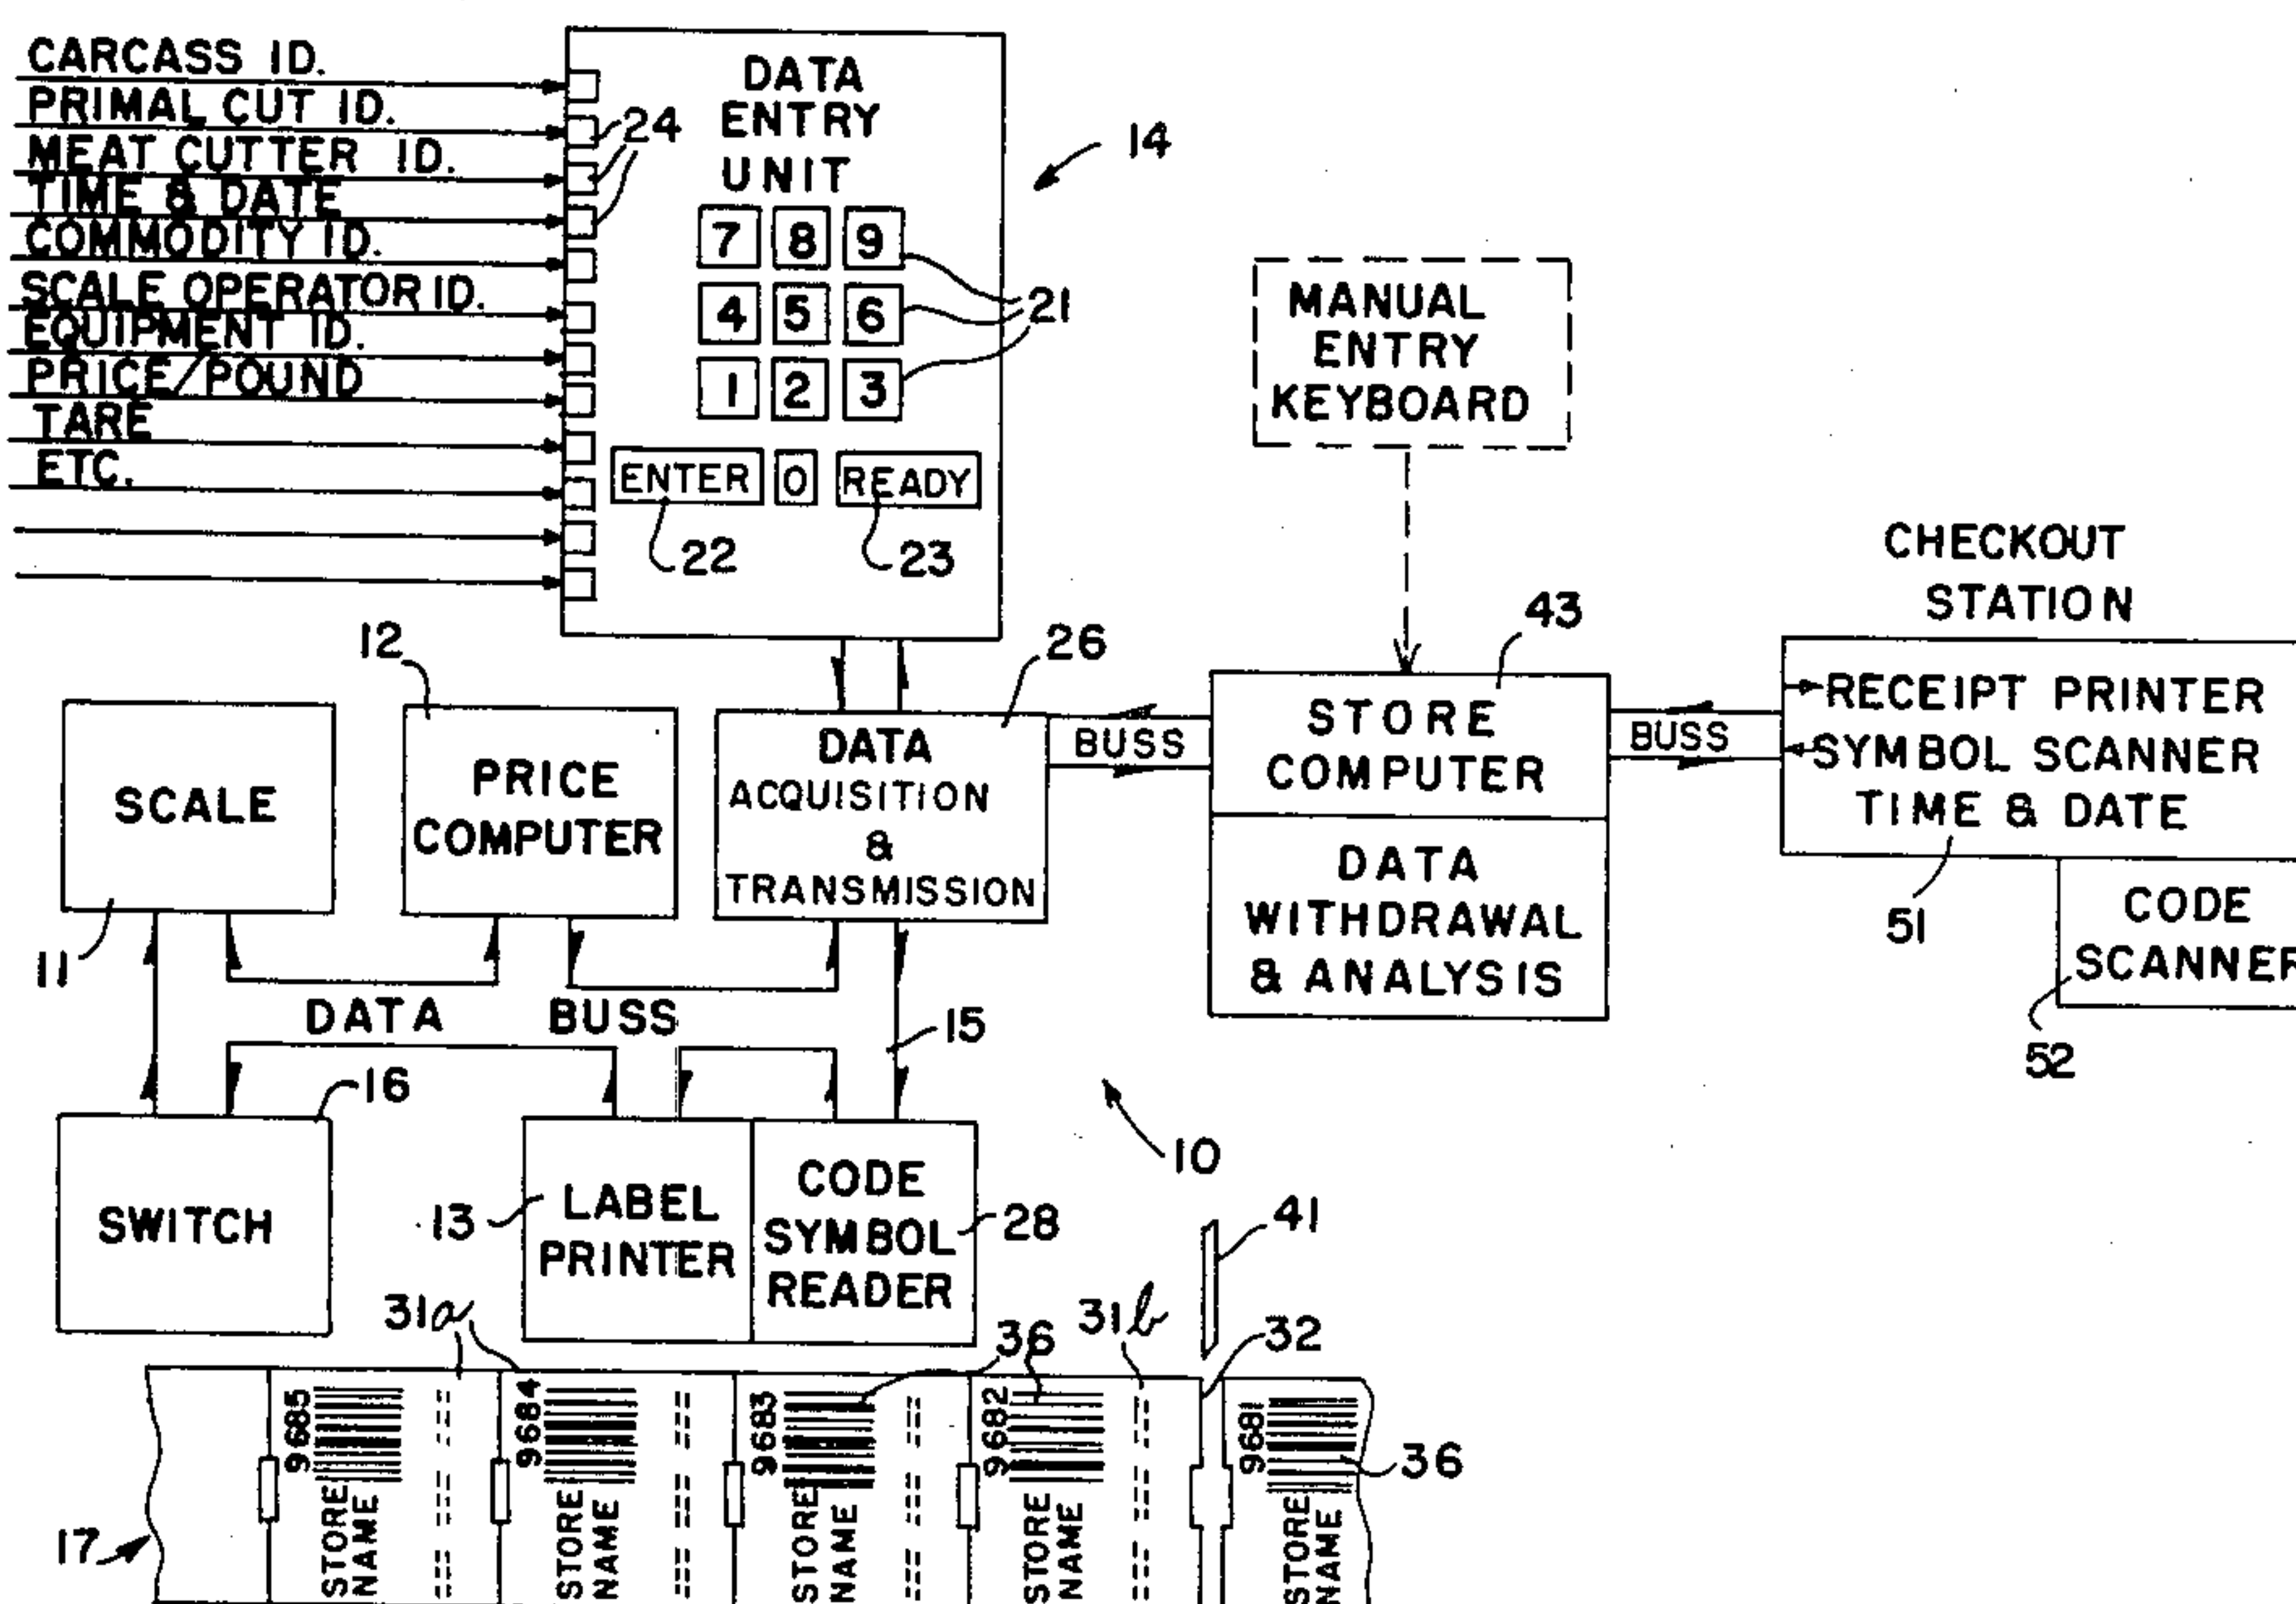 CARCASS ID.
PRIMAL CUT ID.
MEAT CUTTER ID.
TIME & DATE
COMMODITY ID.
SCALE OPERATOR ID.
EQUIPMENT ID.
PRICE/POUND
TARE
ETC.
24
DATA
ENTRY
UNIT
7 8 9
4 5 6
1 2 3
ENTER 0 READY
22 23
21
14
MANUAL
ENTRY
KEYBOARD
12
26
43
CHECKOUT
STATION
SCALE
11
PRICE
COMPUTER
DATA
ACQUISITION
&
TRANSMISSION
BUSS
STORE
COMPUTER
DATA
WITHDRAWAL
& ANALYSIS
BUSS
RECEIPT PRINTER
SYMBOL SCANNER
TIME & DATE
51
CODE
SCANNER
52
DATA BUSS
15
16
10
SWITCH
13
LABEL
PRINTER
CODE
SYMBOL
READER
28
41
31a
36
31b
32
17
9685
STORE
NAME
9684
STORE
NAME
9683
STORE
NAME
9682
STORE
NAME
9681
STORE
NAME
36